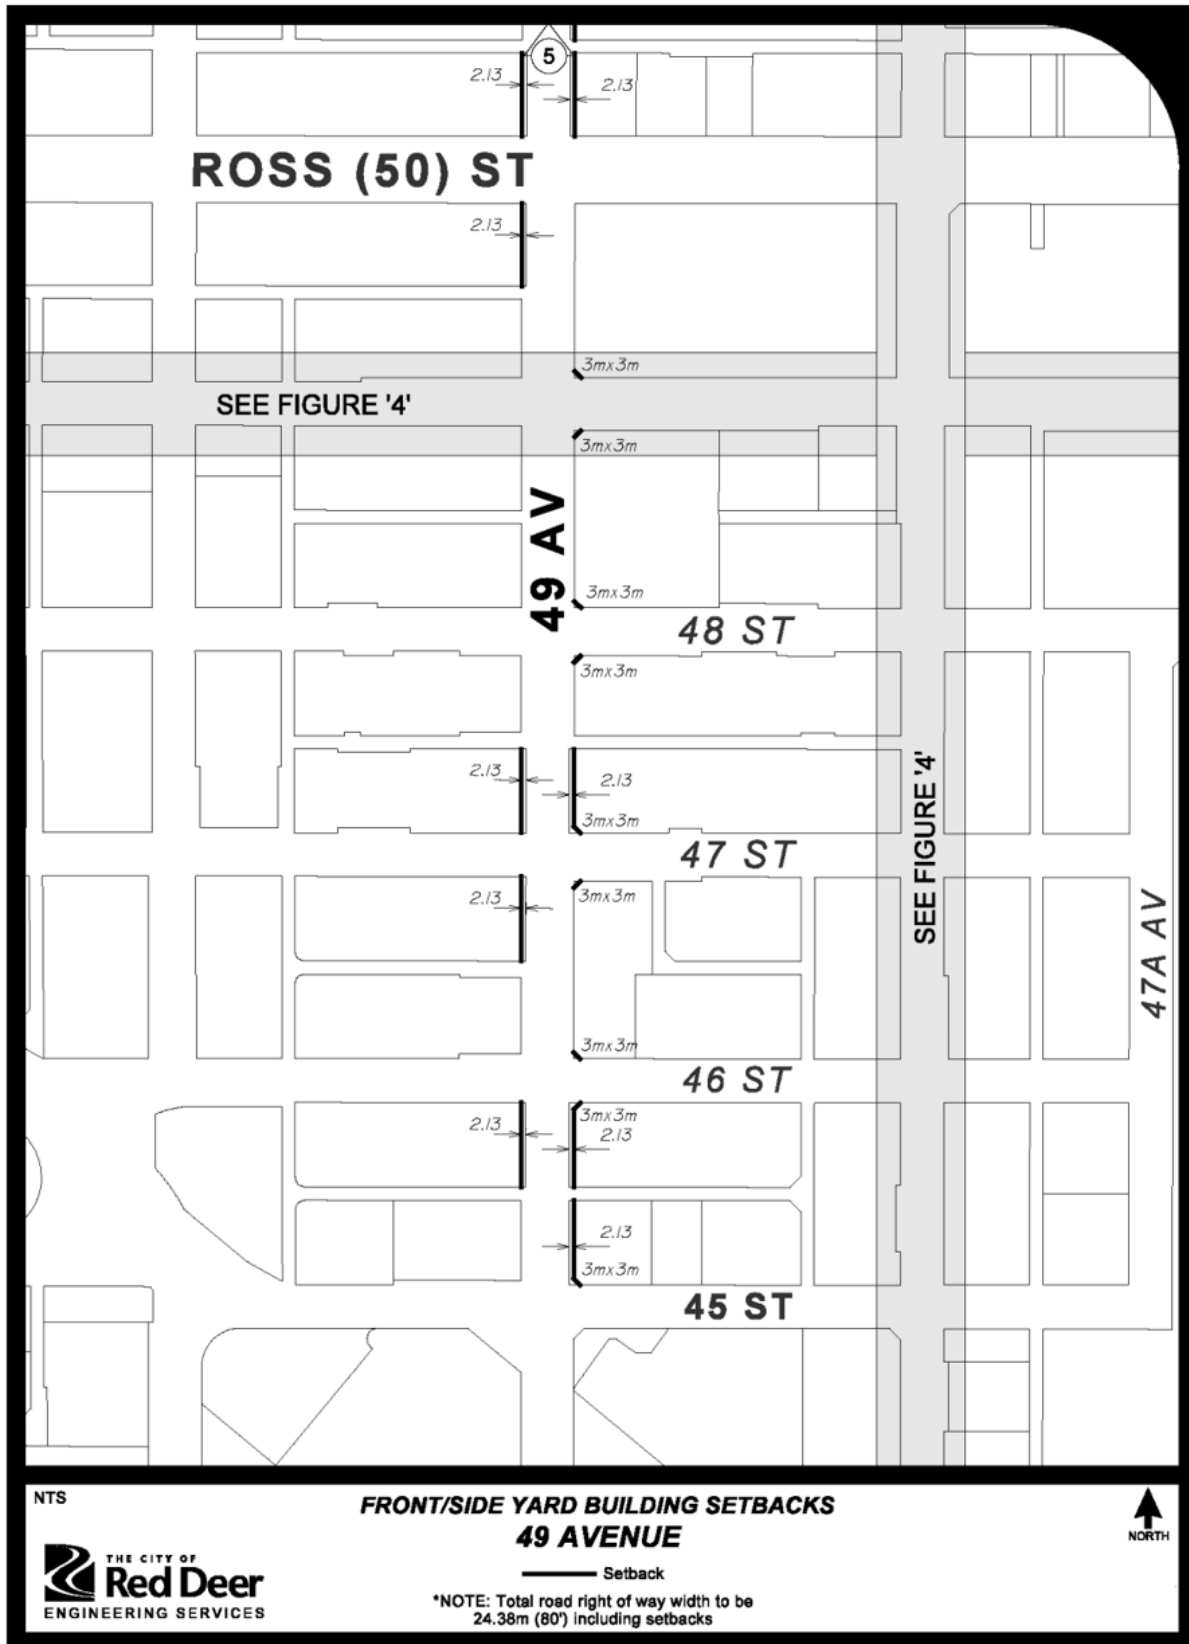 5
2.13
2.13
ROSS (50) ST
2.13
3mx3m
SEE FIGURE '4'
3mx3m
49 AV
3mx3m
48 ST
3mx3m
2.13
2.13
3mx3m
47 ST
SEE FIGURE '4'
2.13
3mx3m
47A AV
3mx3m
46 ST
3mx3m
2.13
2.13
2.13
3mx3m
45 ST
NTS
FRONT/SIDE YARD BUILDING SETBACKS
49 AVENUE
NORTH
Setback
THE CITY OF
Red Deer
ENGINEERING SERVICES
*NOTE: Total road right of way width to be
24.38m (80') including setbacks